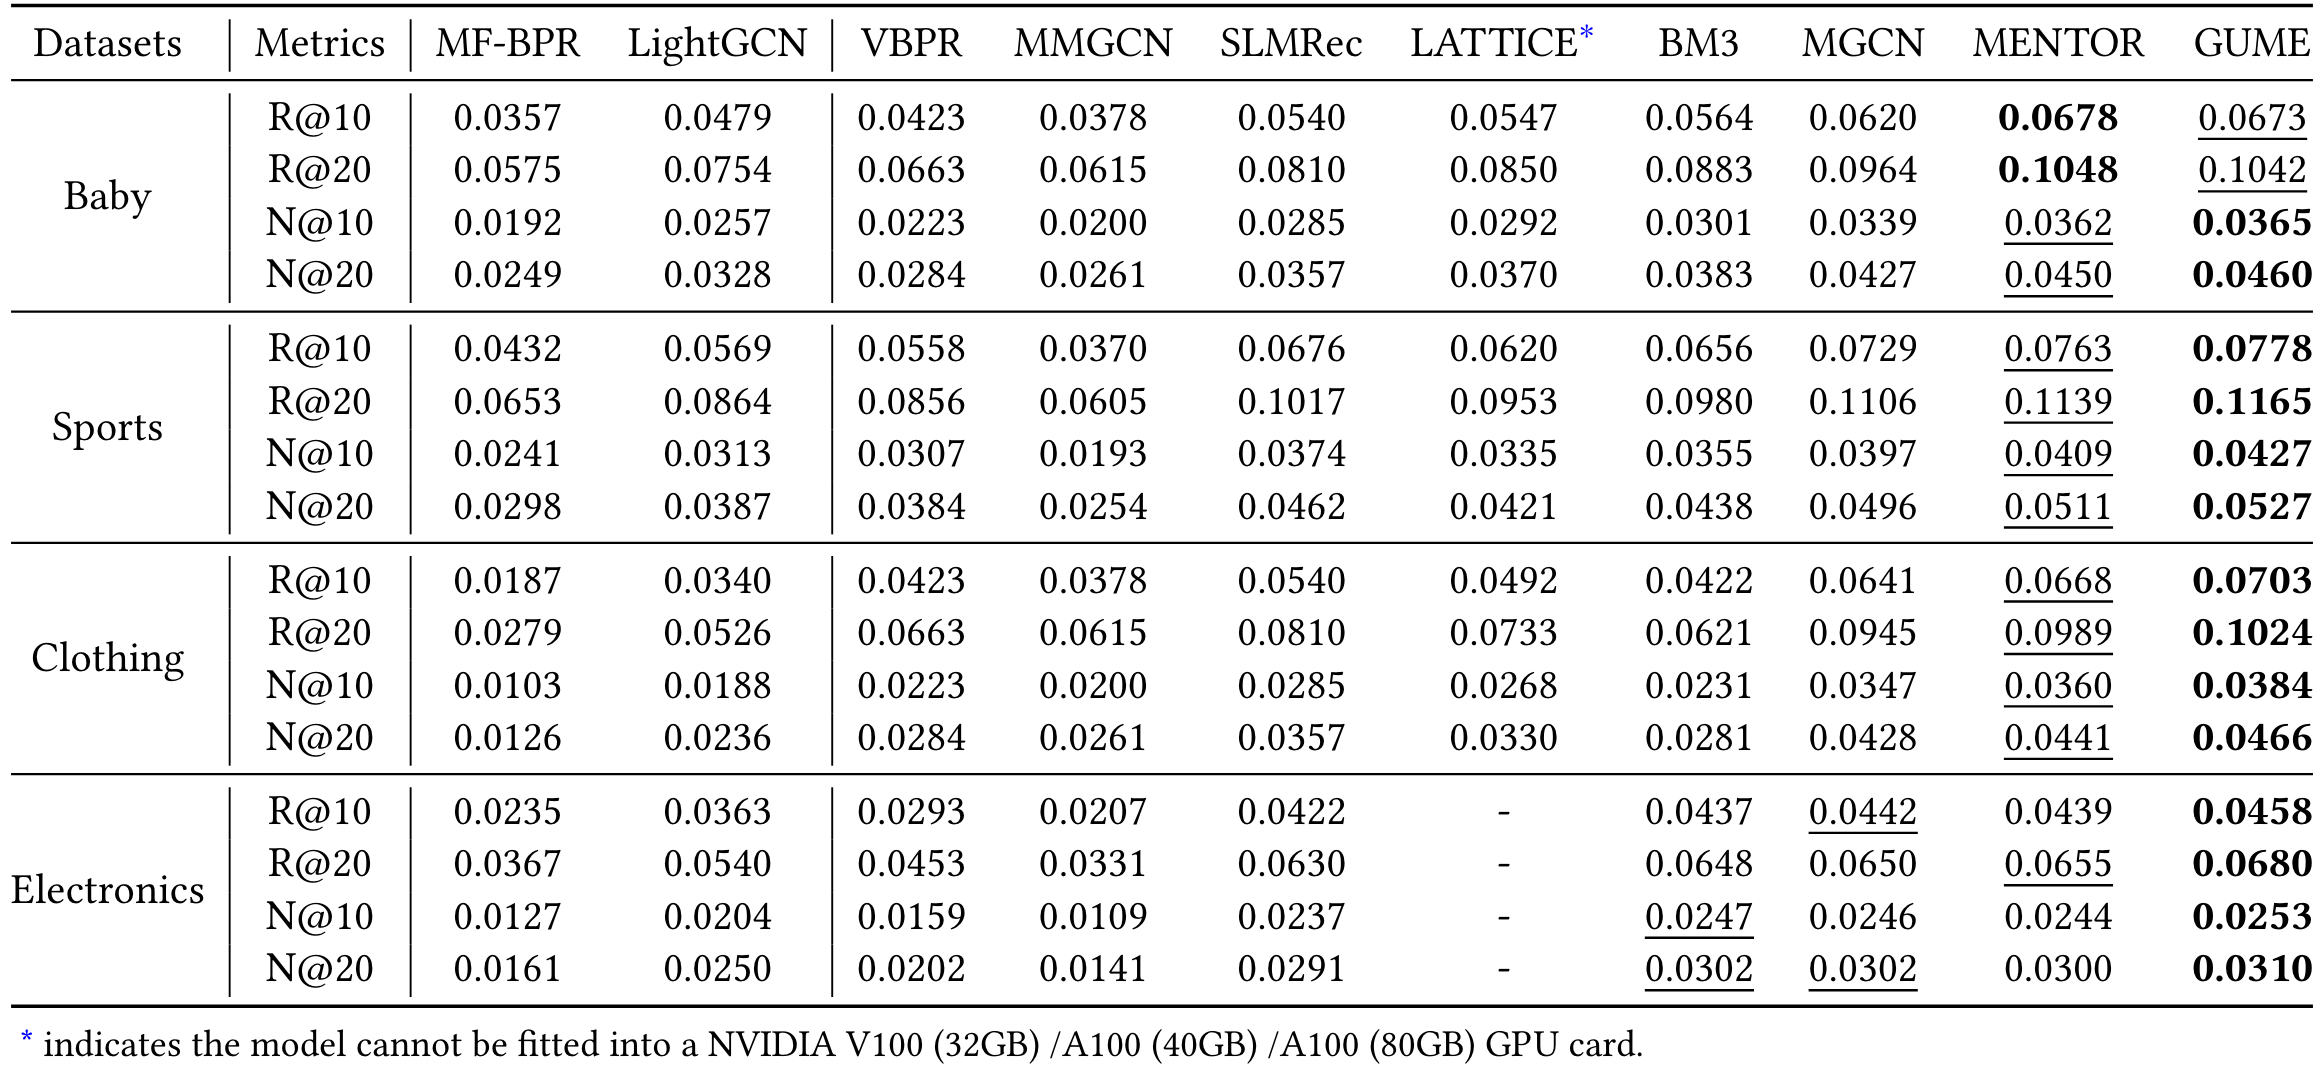 Datasets Metrics MF-BPR LightGCN VBPR MMGCN SLMRec LATTICE* BM3 MGCN MENTOR GUME
Baby
R@10 0.0357 0.0479 0.0423 0.0378 0.0540 0.0547 0.0564 0.0620 0.0678 0.0673
R@20 0.0575 0.0754 0.0663 0.0615 0.0810 0.0850 0.0883 0.0964 0.1048 0.1042
N@10 0.0192 0.0257 0.0223 0.0200 0.0285 0.0292 0.0301 0.0339 0.0362 0.0365
N@20 0.0249 0.0328 0.0284 0.0261 0.0357 0.0370 0.0383 0.0427 0.0450 0.0460
Sports
R@10 0.0432 0.0569 0.0558 0.0370 0.0676 0.0620 0.0656 0.0729 0.0763 0.0778
R@20 0.0653 0.0864 0.0856 0.0605 0.1017 0.0953 0.0980 0.1106 0.1139 0.1165
N@10 0.0241 0.0313 0.0307 0.0193 0.0374 0.0335 0.0355 0.0397 0.0409 0.0427
N@20 0.0298 0.0387 0.0384 0.0254 0.0462 0.0421 0.0438 0.0496 0.0511 0.0527
Clothing
R@10 0.0187 0.0340 0.0423 0.0378 0.0540 0.0492 0.0422 0.0641 0.0668 0.0703
R@20 0.0279 0.0526 0.0663 0.0615 0.0810 0.0733 0.0621 0.0945 0.0989 0.1024
N@10 0.0103 0.0188 0.0223 0.0200 0.0285 0.0268 0.0231 0.0347 0.0360 0.0384
N@20 0.0126 0.0236 0.0284 0.0261 0.0357 0.0330 0.0281 0.0428 0.0441 0.0466
Electronics
R@10 0.0235 0.0363 0.0293 0.0207 0.0422 - 0.0437 0.0442 0.0439 0.0458
R@20 0.0367 0.0540 0.0453 0.0331 0.0630 - 0.0648 0.0650 0.0655 0.0680
N@10 0.0127 0.0204 0.0159 0.0109 0.0237 - 0.0247 0.0246 0.0244 0.0253
N@20 0.0161 0.0250 0.0202 0.0141 0.0291 - 0.0302 0.0302 0.0300 0.0310
* indicates the model cannot be fitted into a NVIDIA V100 (32GB) /A100 (40GB) /A100 (80GB) GPU card.